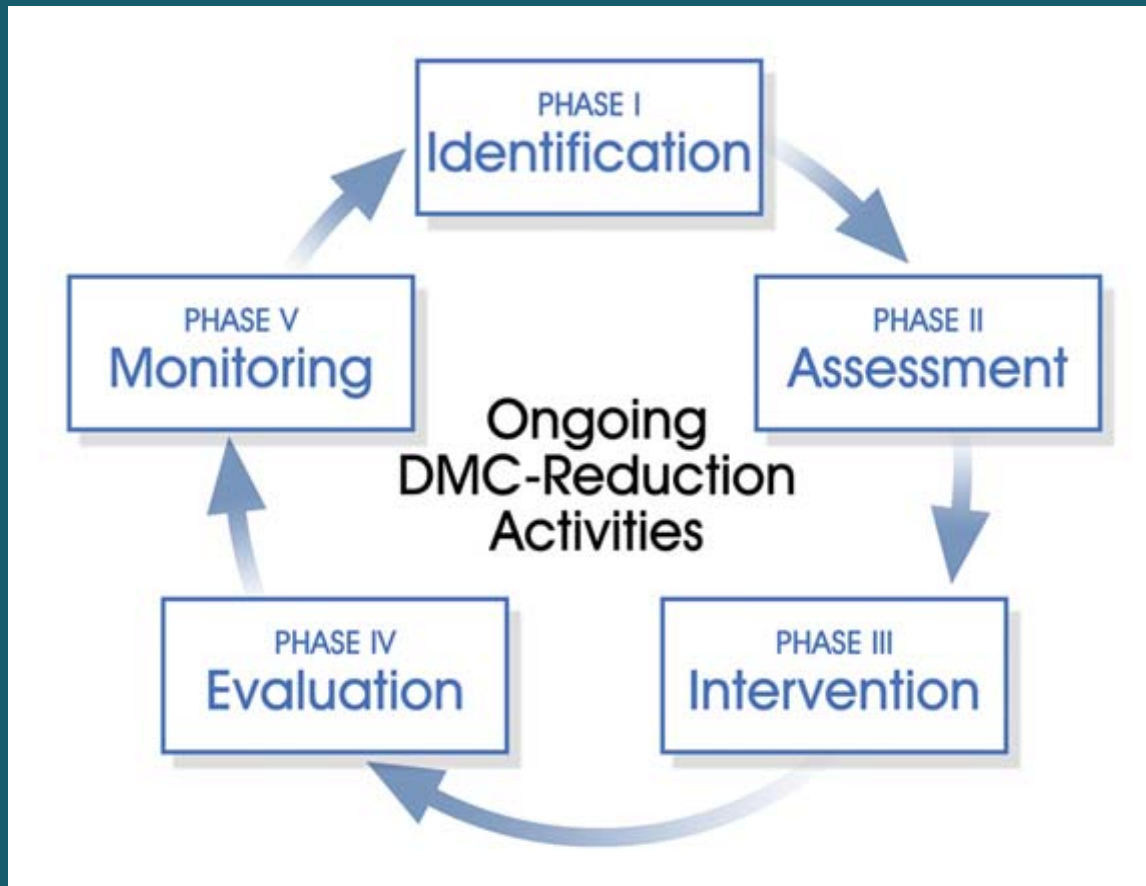 PHASE I
Identification
PHASE II
Assessment
PHASE III
Intervention
PHASE IV
Evaluation
PHASE V
Monitoring
Ongoing
DMC-Reduction
Activities